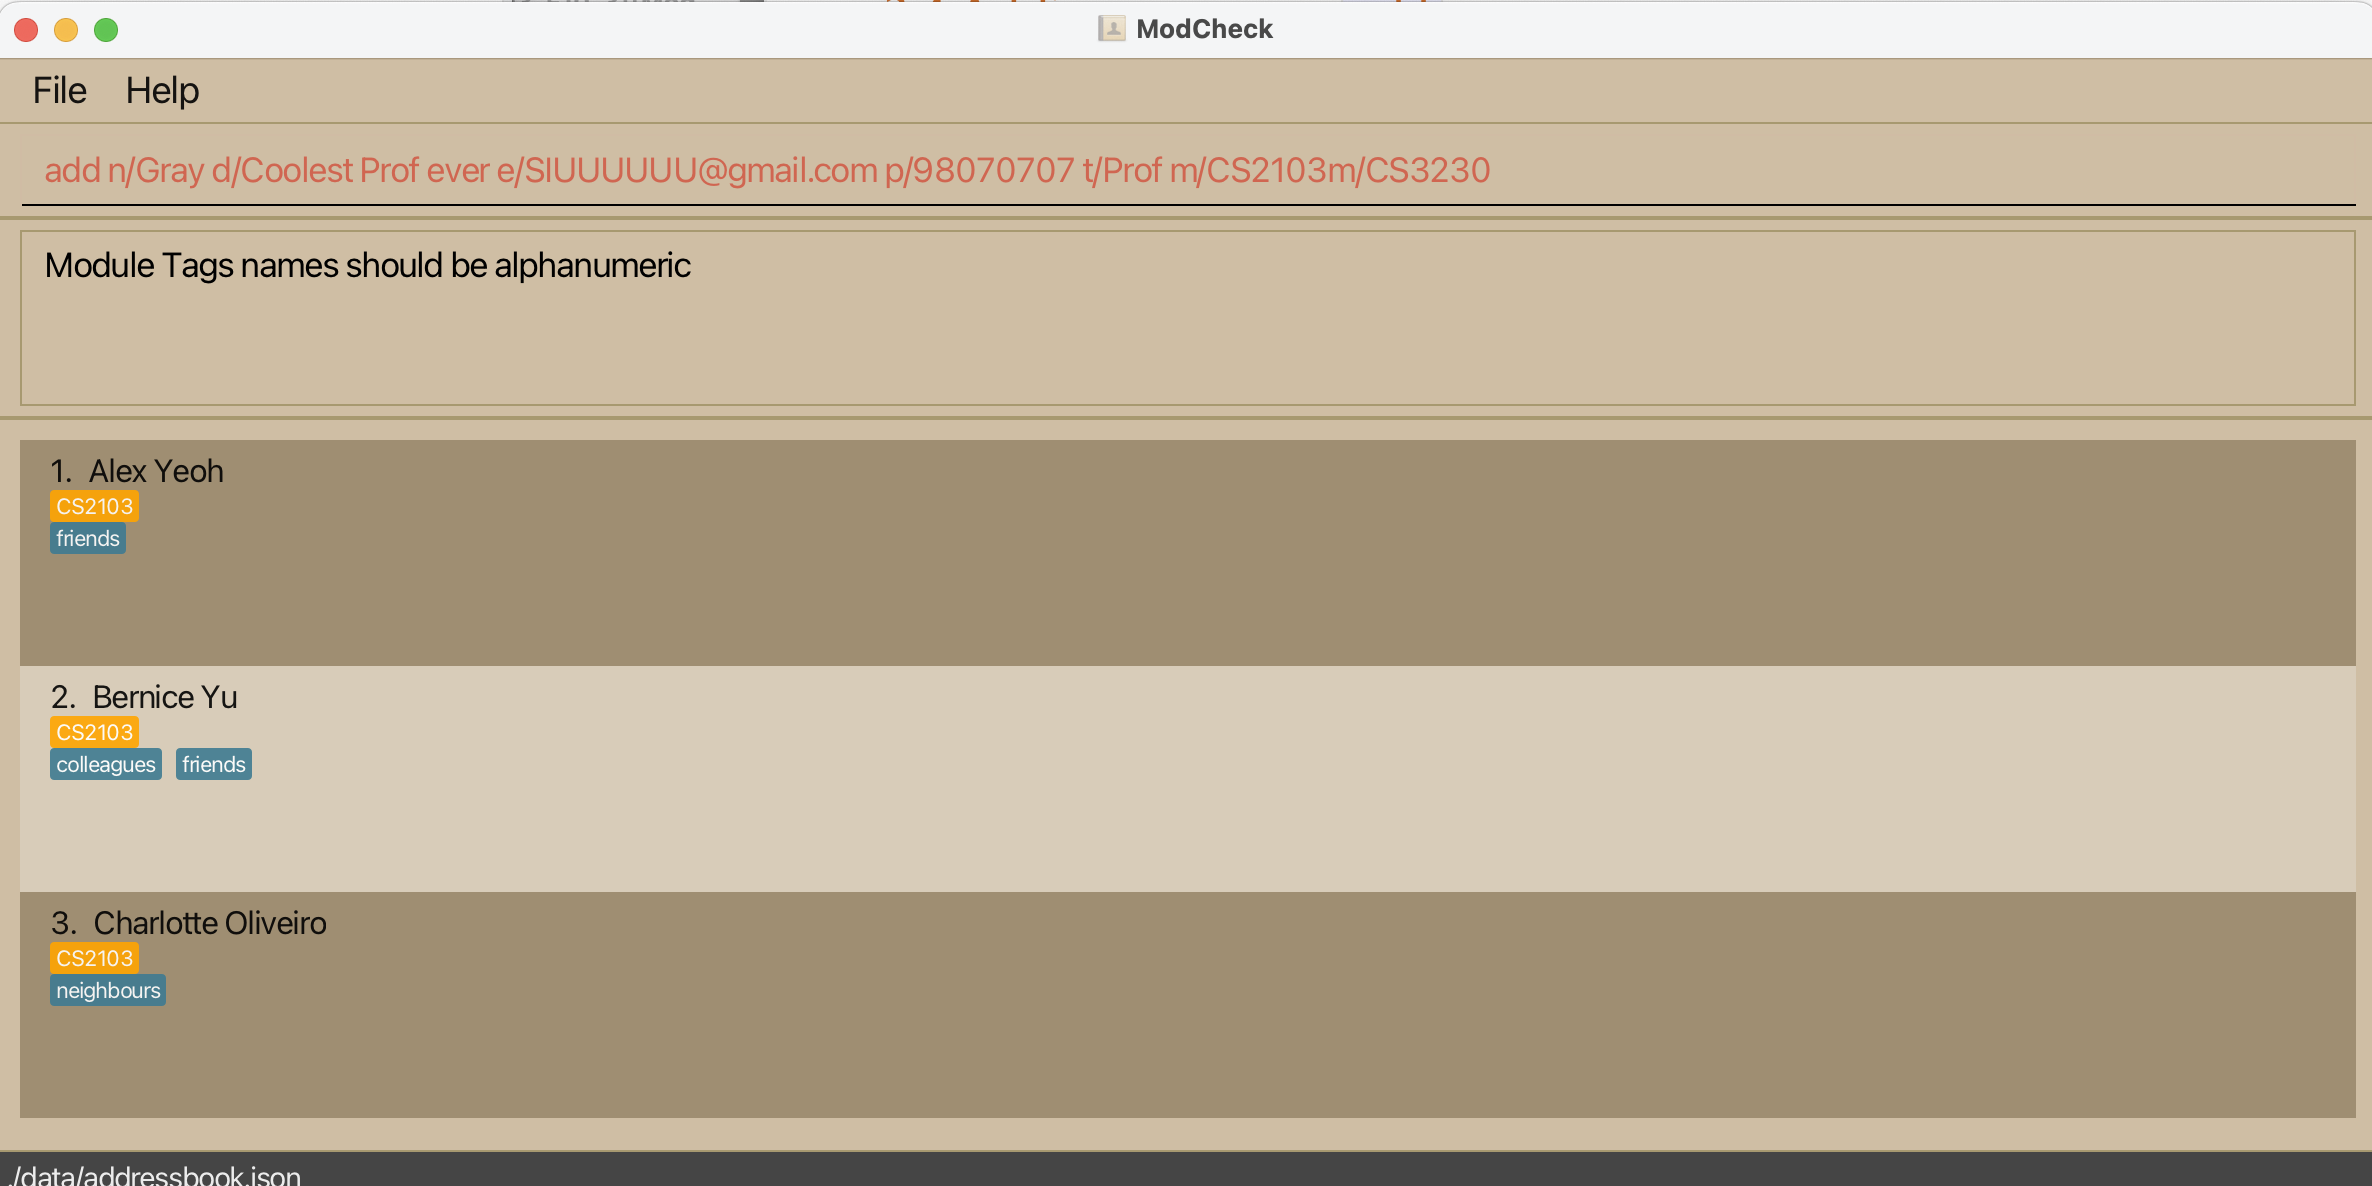 ModCheck
File Help
add n/Gray d/Coolest Prof ever e/SIUUUUUU@gmail.com p/98070707 t/Prof m/CS2103m/CS3230
Module Tags names should be alphanumeric
1. Alex Yeoh
CS2103
friends
2. Bernice Yu
CS2103
colleagues friends
3. Charlotte Oliveiro
CS2103
neighbours
./data/addressbook.json